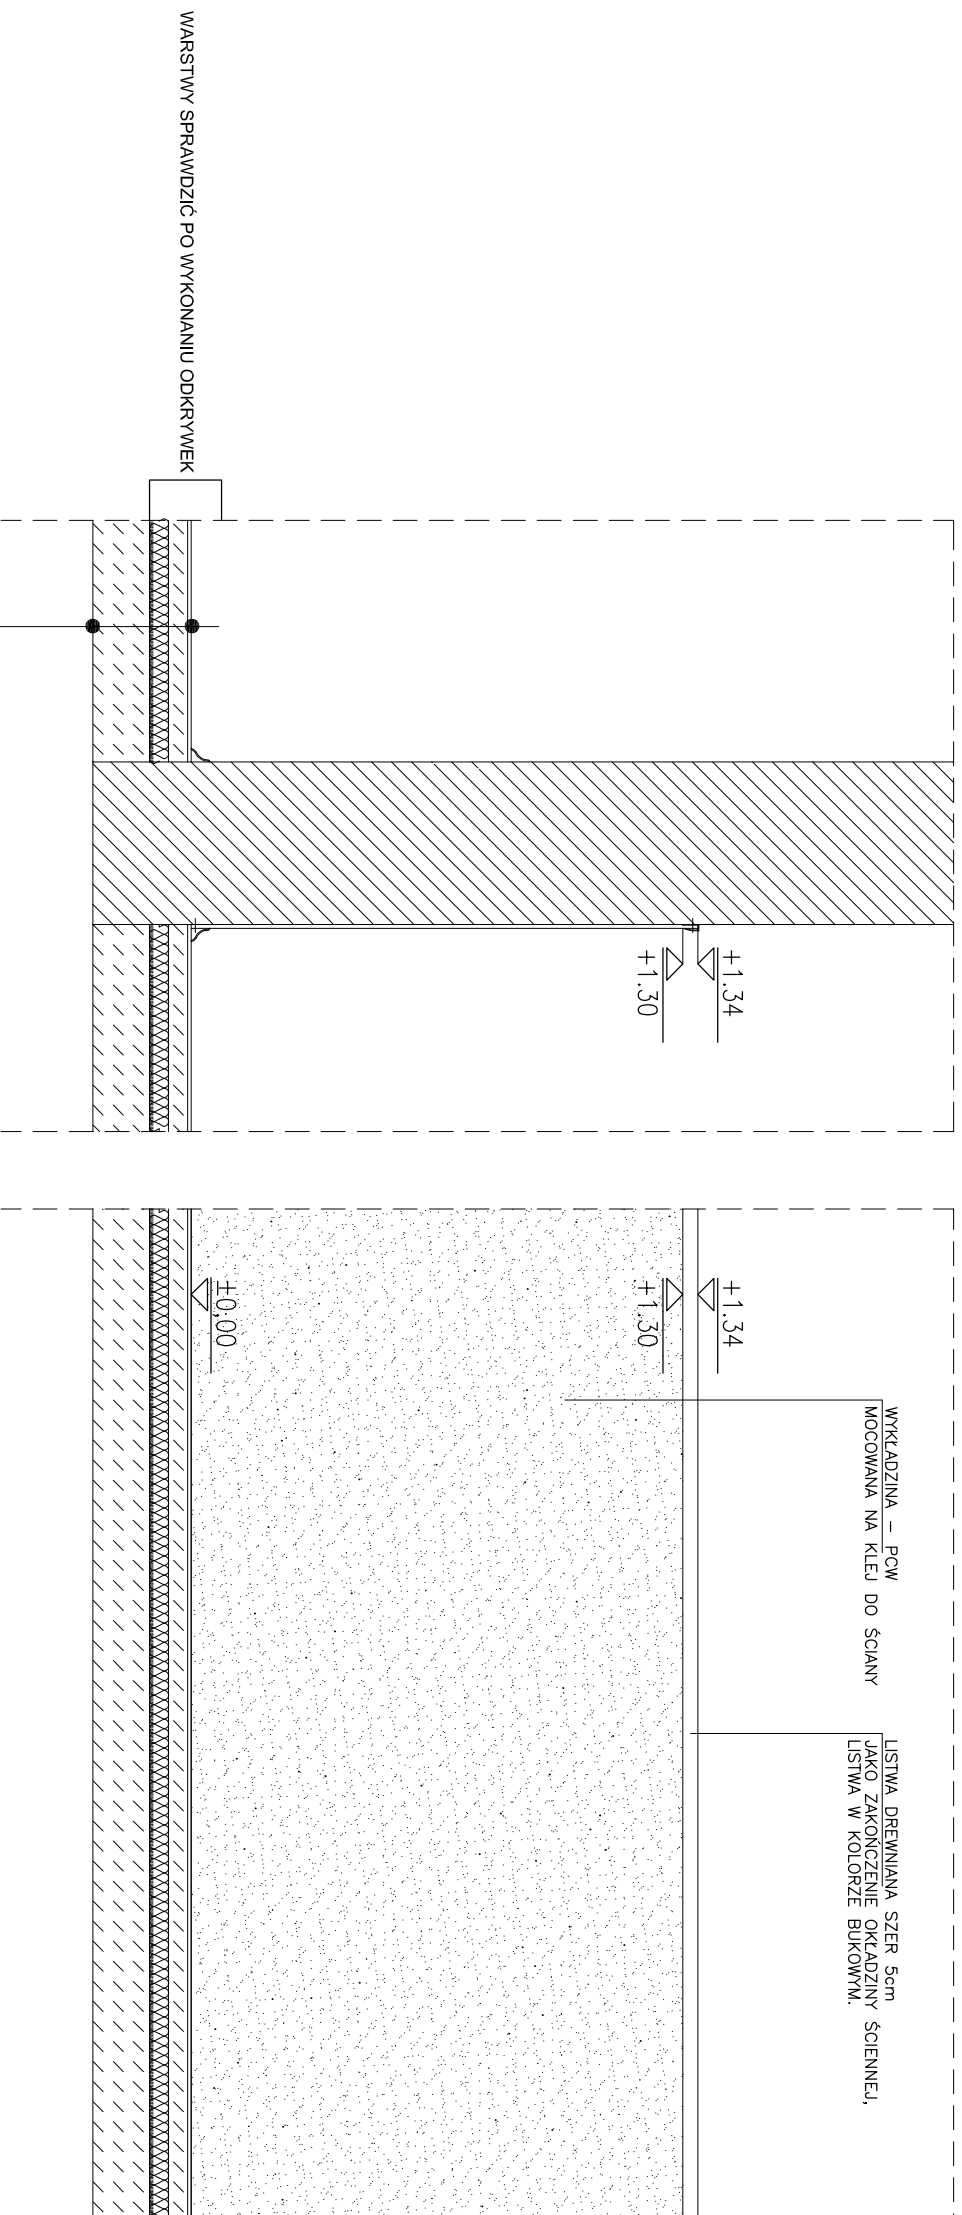 WARSTWY SPRAWDZIĆ PO WYKONANIU ODKRYWEK
+1.34
+1.30
+1.34
+1.30
±0,00
WYKŁADZINA – PCW
MOCOWANA NA KLEJ DO ŚCIANY
LISTWA DREWNIANA SZER 5cm
JAKO ZAKOŃCZENIE OKŁADZINY ŚCIENNEJ,
LISTWA W KOLORZE BUKOWYM.